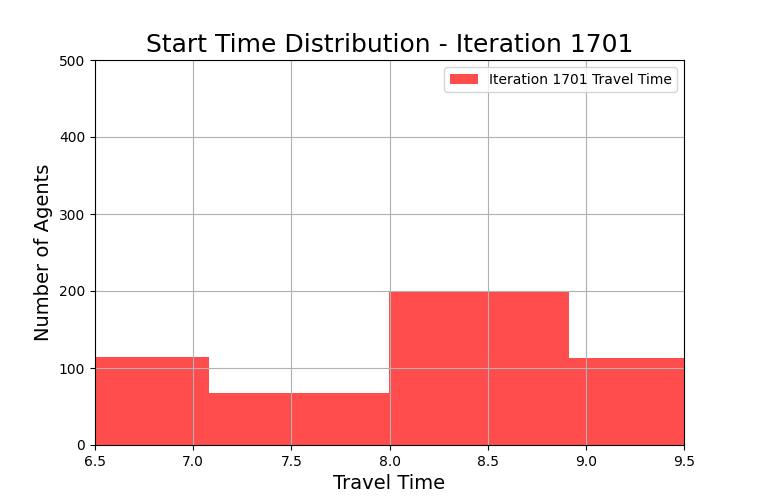 Start Time Distribution - Iteration 1701
Iteration 1701 Travel Time
Number of Agents
500
400
300
200
100
0
6.5 7.0 7.5 8.0 8.5 9.0 9.5
Travel Time